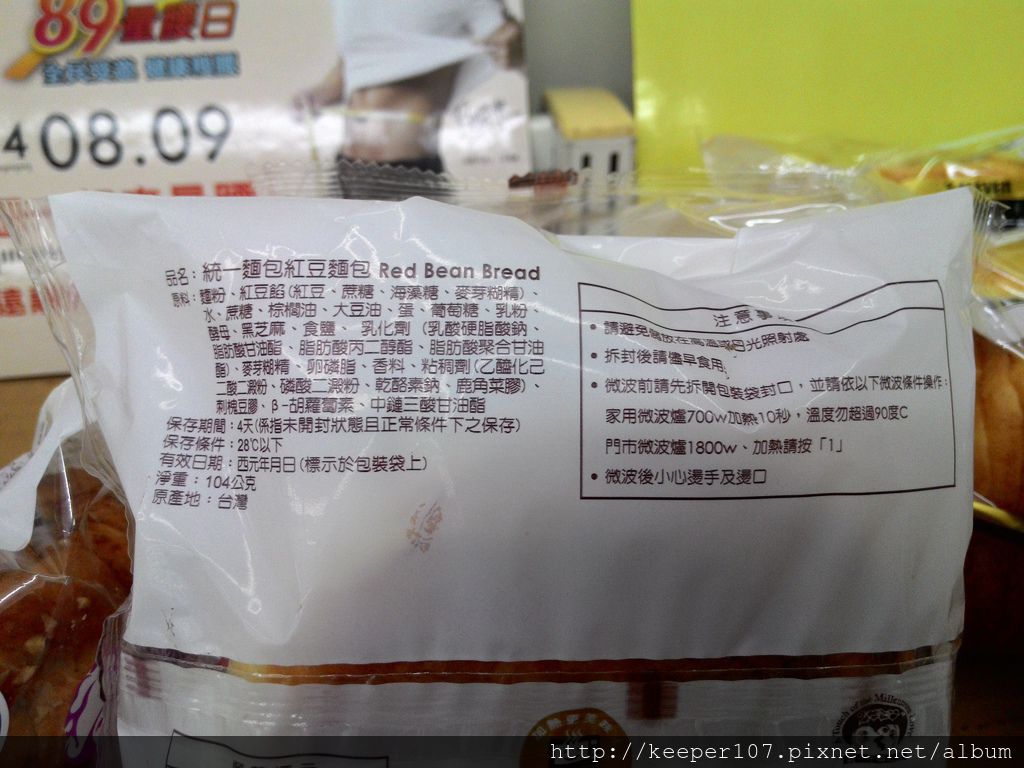 89量腰日
全民受邀 健康堆腰
4 08.09
品名：統一麵包紅豆麵包 Red Bean Bread
原料：麵粉、紅豆餡(紅豆、蔗糖、海藻糖、麥芽糊精)、
水、蔗糖、棕櫚油、大豆油、蛋、葡萄糖、乳粉、
酵母、黑芝麻、食鹽、乳化劑（乳酸硬脂酸鈉、
脂肪酸甘油酯、脂肪酸丙二醇酯、脂肪酸聚合甘油
酯)、麥芽糊精、卵磷脂、香料、粘稠劑(乙醯化己
二酸二澱粉、磷酸二澱粉、乾酪素鈉、鹿角菜膠)、
刺槐豆膠、β-胡蘿蔔素、中鏈三酸甘油酯
保存期間：4天(係指未開封狀態且正常條件下之保存)
保存條件：28℃以下
有效日期：西元年月日(標示於包裝袋上)
淨重：104公克
原產地：台灣
注意事
• 請避免 放在高溫 日光照射處
• 拆封後請儘早食用
• 微波前請先拆開包裝袋封口，並請依以下微波條件操作：
家用微波爐700w加熱10秒，溫度勿超過90度C
門市微波爐1800w、加熱請按「1」
• 微波後小心燙手及燙口
http://keeper107.pixnet.net/album